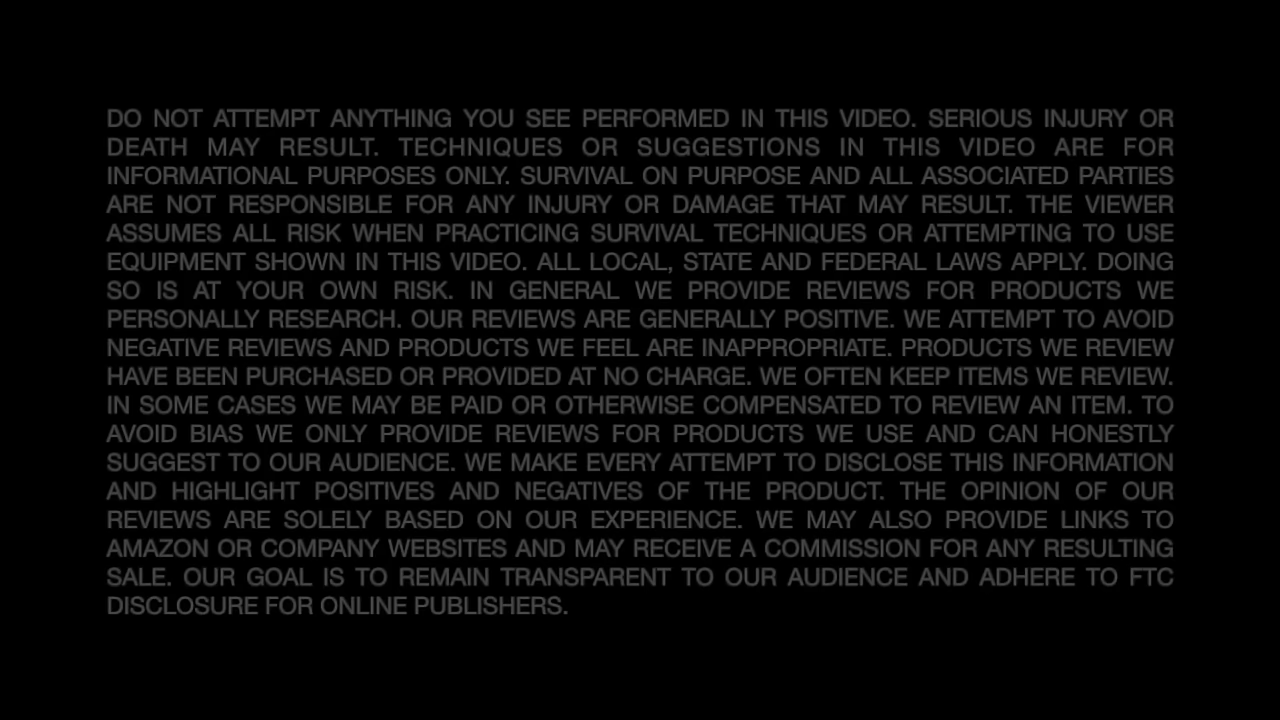 DO NOT ATTEMPT ANYTHING YOU SEE PERFORMED IN THIS VIDEO. SERIOUS INJURY OR
DEATH MAY RESULT. TECHNIQUES OR SUGGESTIONS IN THIS VIDEO ARE FOR
INFORMATIONAL PURPOSES ONLY. SURVIVAL ON PURPOSE AND ALL ASSOCIATED PARTIES
ARE NOT RESPONSIBLE FOR ANY INJURY OR DAMAGE THAT MAY RESULT. THE VIEWER
ASSUMES ALL RISK WHEN PRACTICING SURVIVAL TECHNIQUES OR ATTEMPTING TO USE
EQUIPMENT SHOWN IN THIS VIDEO. ALL LOCAL, STATE AND FEDERAL LAWS APPLY. DOING
SO IS AT YOUR OWN RISK. IN GENERAL WE PROVIDE REVIEWS FOR PRODUCTS WE
PERSONALLY RESEARCH. OUR REVIEWS ARE GENERALLY POSITIVE. WE ATTEMPT TO AVOID
NEGATIVE REVIEWS AND PRODUCTS WE FEEL ARE INAPPROPRIATE. PRODUCTS WE REVIEW
HAVE BEEN PURCHASED OR PROVIDED AT NO CHARGE. WE OFTEN KEEP ITEMS WE REVIEW.
IN SOME CASES WE MAY BE PAID OR OTHERWISE COMPENSATED TO REVIEW AN ITEM. TO
AVOID BIAS WE ONLY PROVIDE REVIEWS FOR PRODUCTS WE USE AND CAN HONESTLY
SUGGEST TO OUR AUDIENCE. WE MAKE EVERY ATTEMPT TO DISCLOSE THIS INFORMATION
AND HIGHLIGHT POSITIVES AND NEGATIVES OF THE PRODUCT. THE OPINION OF OUR
REVIEWS ARE SOLELY BASED ON OUR EXPERIENCE. WE MAY ALSO PROVIDE LINKS TO
AMAZON OR COMPANY WEBSITES AND MAY RECEIVE A COMMISSION FOR ANY RESULTING
SALE. OUR GOAL IS TO REMAIN TRANSPARENT TO OUR AUDIENCE AND ADHERE TO FTC
DISCLOSURE FOR ONLINE PUBLISHERS.